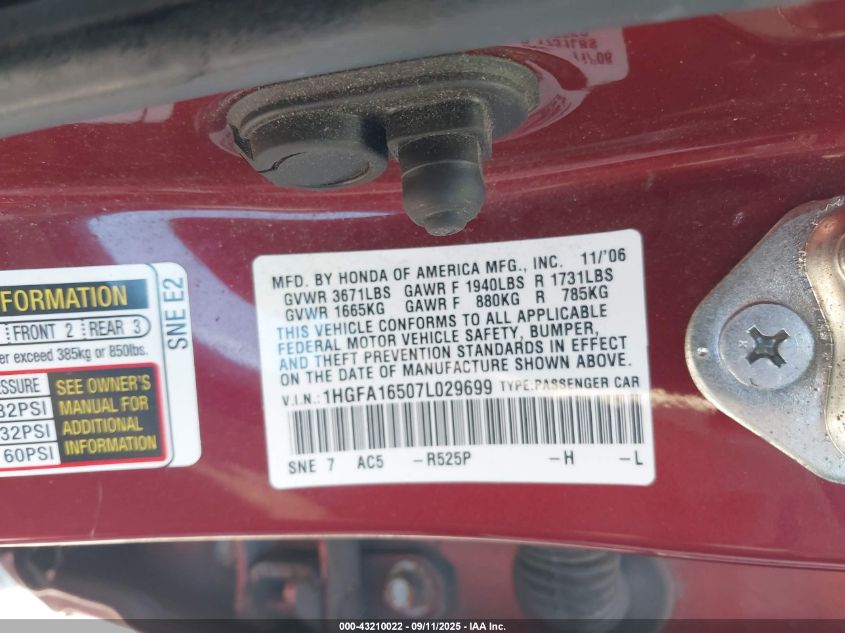 MFD. BY HONDA OF AMERICA MFG., INC. 11/'06
GVWR 3671LBS GAWR F 1940LBS R 1731LBS
GVWR 1665KG GAWR F 880KG R 785KG
THIS VEHICLE CONFORMS TO ALL APPLICABLE
FEDERAL MOTOR VEHICLE SAFETY, BUMPER,
AND THEFT PREVENTION STANDARDS IN EFFECT
ON THE DATE OF MANUFACTURE SHOWN ABOVE.
V.I.N.: 1HGFA16507L029699 TYPE:PASSENGER CAR
SNE 7 AC5 -R525P -H -L
FORMATION
FRONT 2 REAR 3
er exceed 385kg or 850lbs.
SNE E2
ESSURE
32PSI
32PSI
60PSI
SEE OWNER'S
MANUAL FOR
ADDITIONAL
INFORMATION
000-43210022 - 09/11/2025 - IAA Inc.